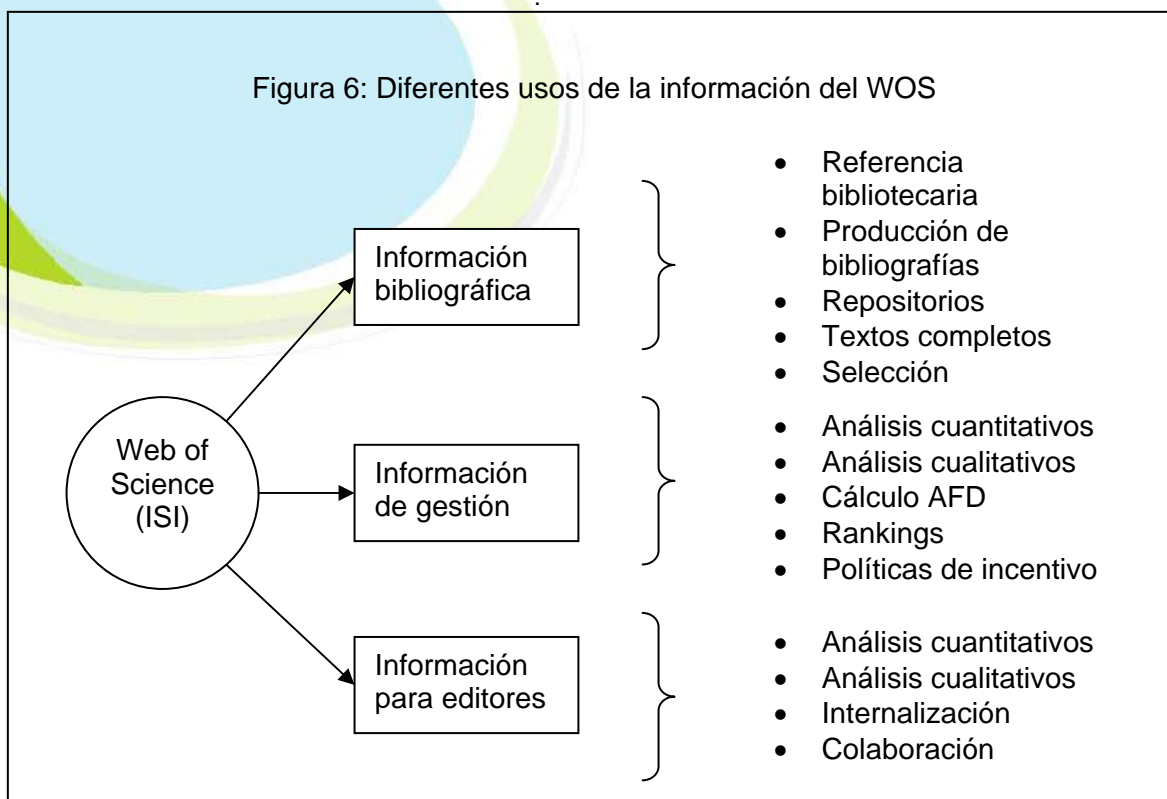 Figura 6: Diferentes usos de la información del WOS
Web of
Science
(ISI)
Información
bibliográfica
• Referencia
bibliotecaria
• Producción de
bibliografías
• Repositorios
• Textos completos
• Selección
Información
de gestión
• Análisis cuantitativos
• Análisis cualitativos
• Cálculo AFD
• Rankings
• Políticas de incentivo
Información
para editores
• Análisis cuantitativos
• Análisis cualitativos
• Internalización
• Colaboración